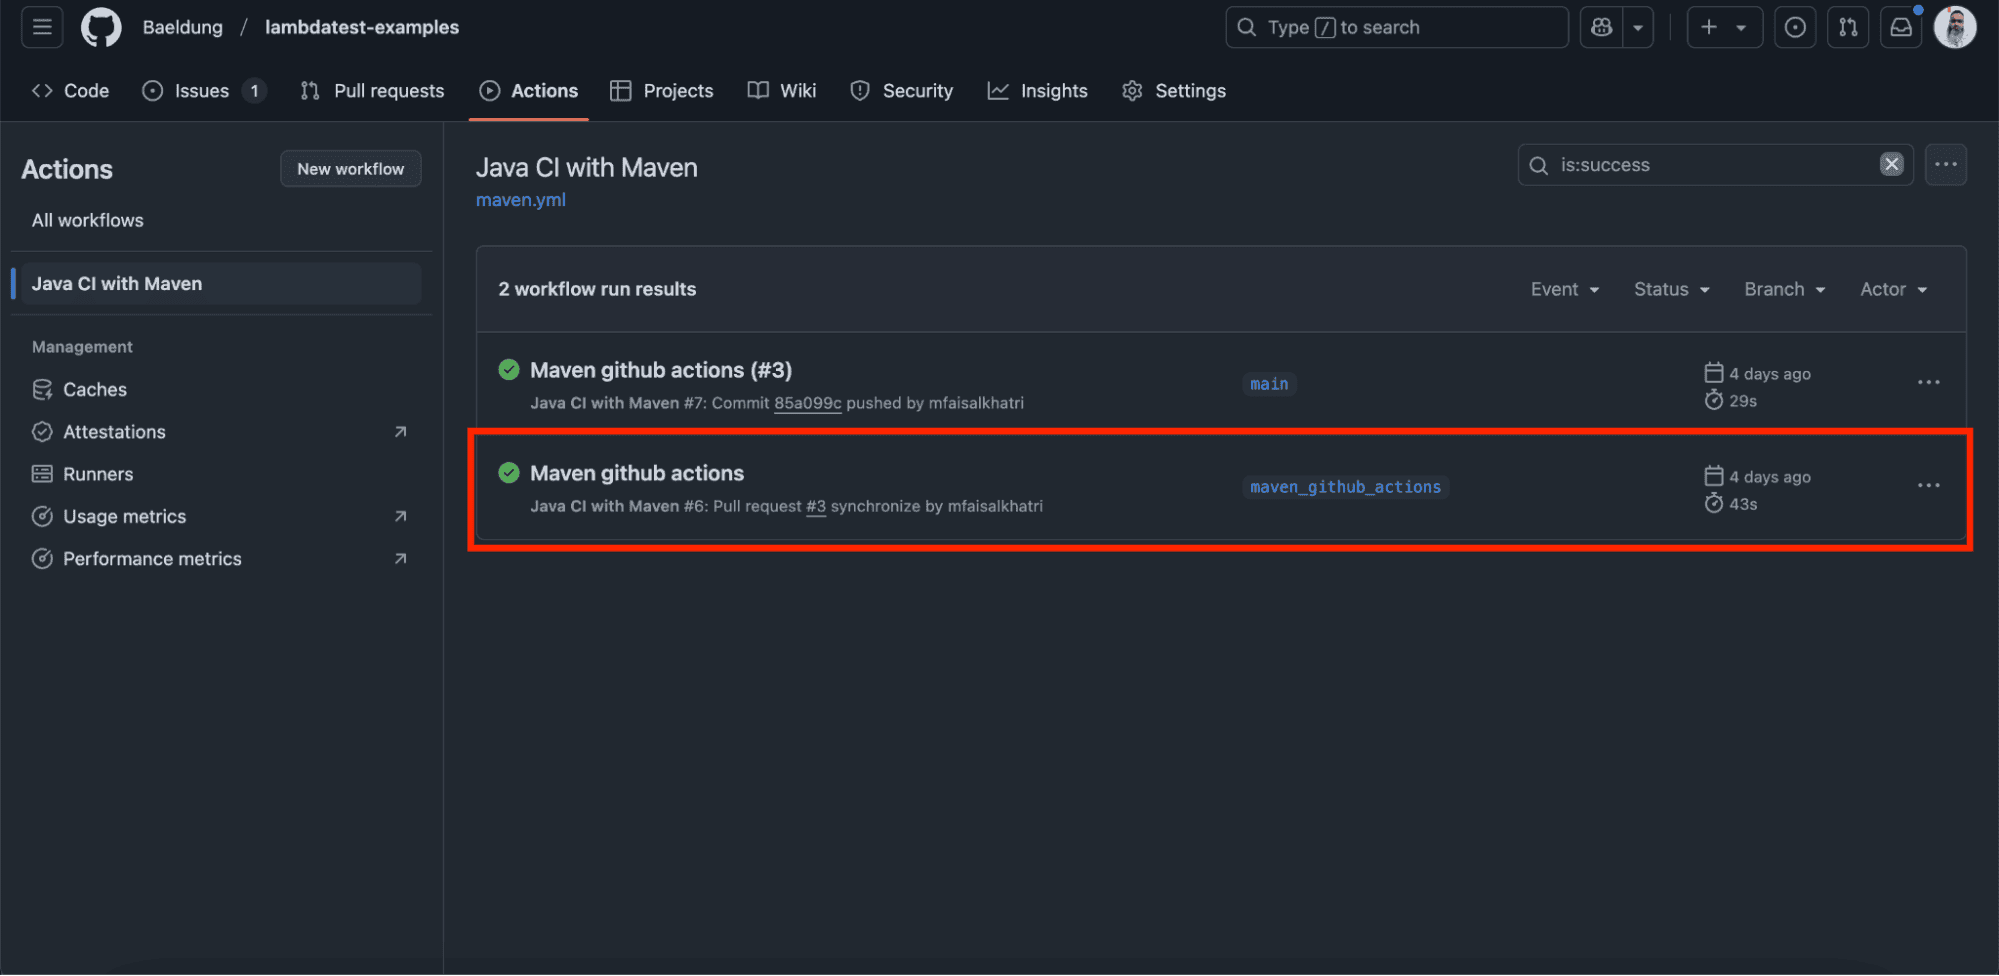 Baeldung / lambdatest-examples
Type / to search
Code
Issues 1
Pull requests
Actions
Projects
Wiki
Security
Insights
Settings
Actions
New workflow
All workflows
Java CI with Maven
Management
Caches
Attestations
Runners
Usage metrics
Performance metrics
Java CI with Maven
maven.yml
is:success
2 workflow run results
Event
Status
Branch
Actor
Maven github actions (#3)
Java CI with Maven #7: Commit 85a099c pushed by mfaisalkhatri
main
4 days ago
29s
Maven github actions
Java CI with Maven #6: Pull request #3 synchronize by mfaisalkhatri
maven_github_actions
4 days ago
43s